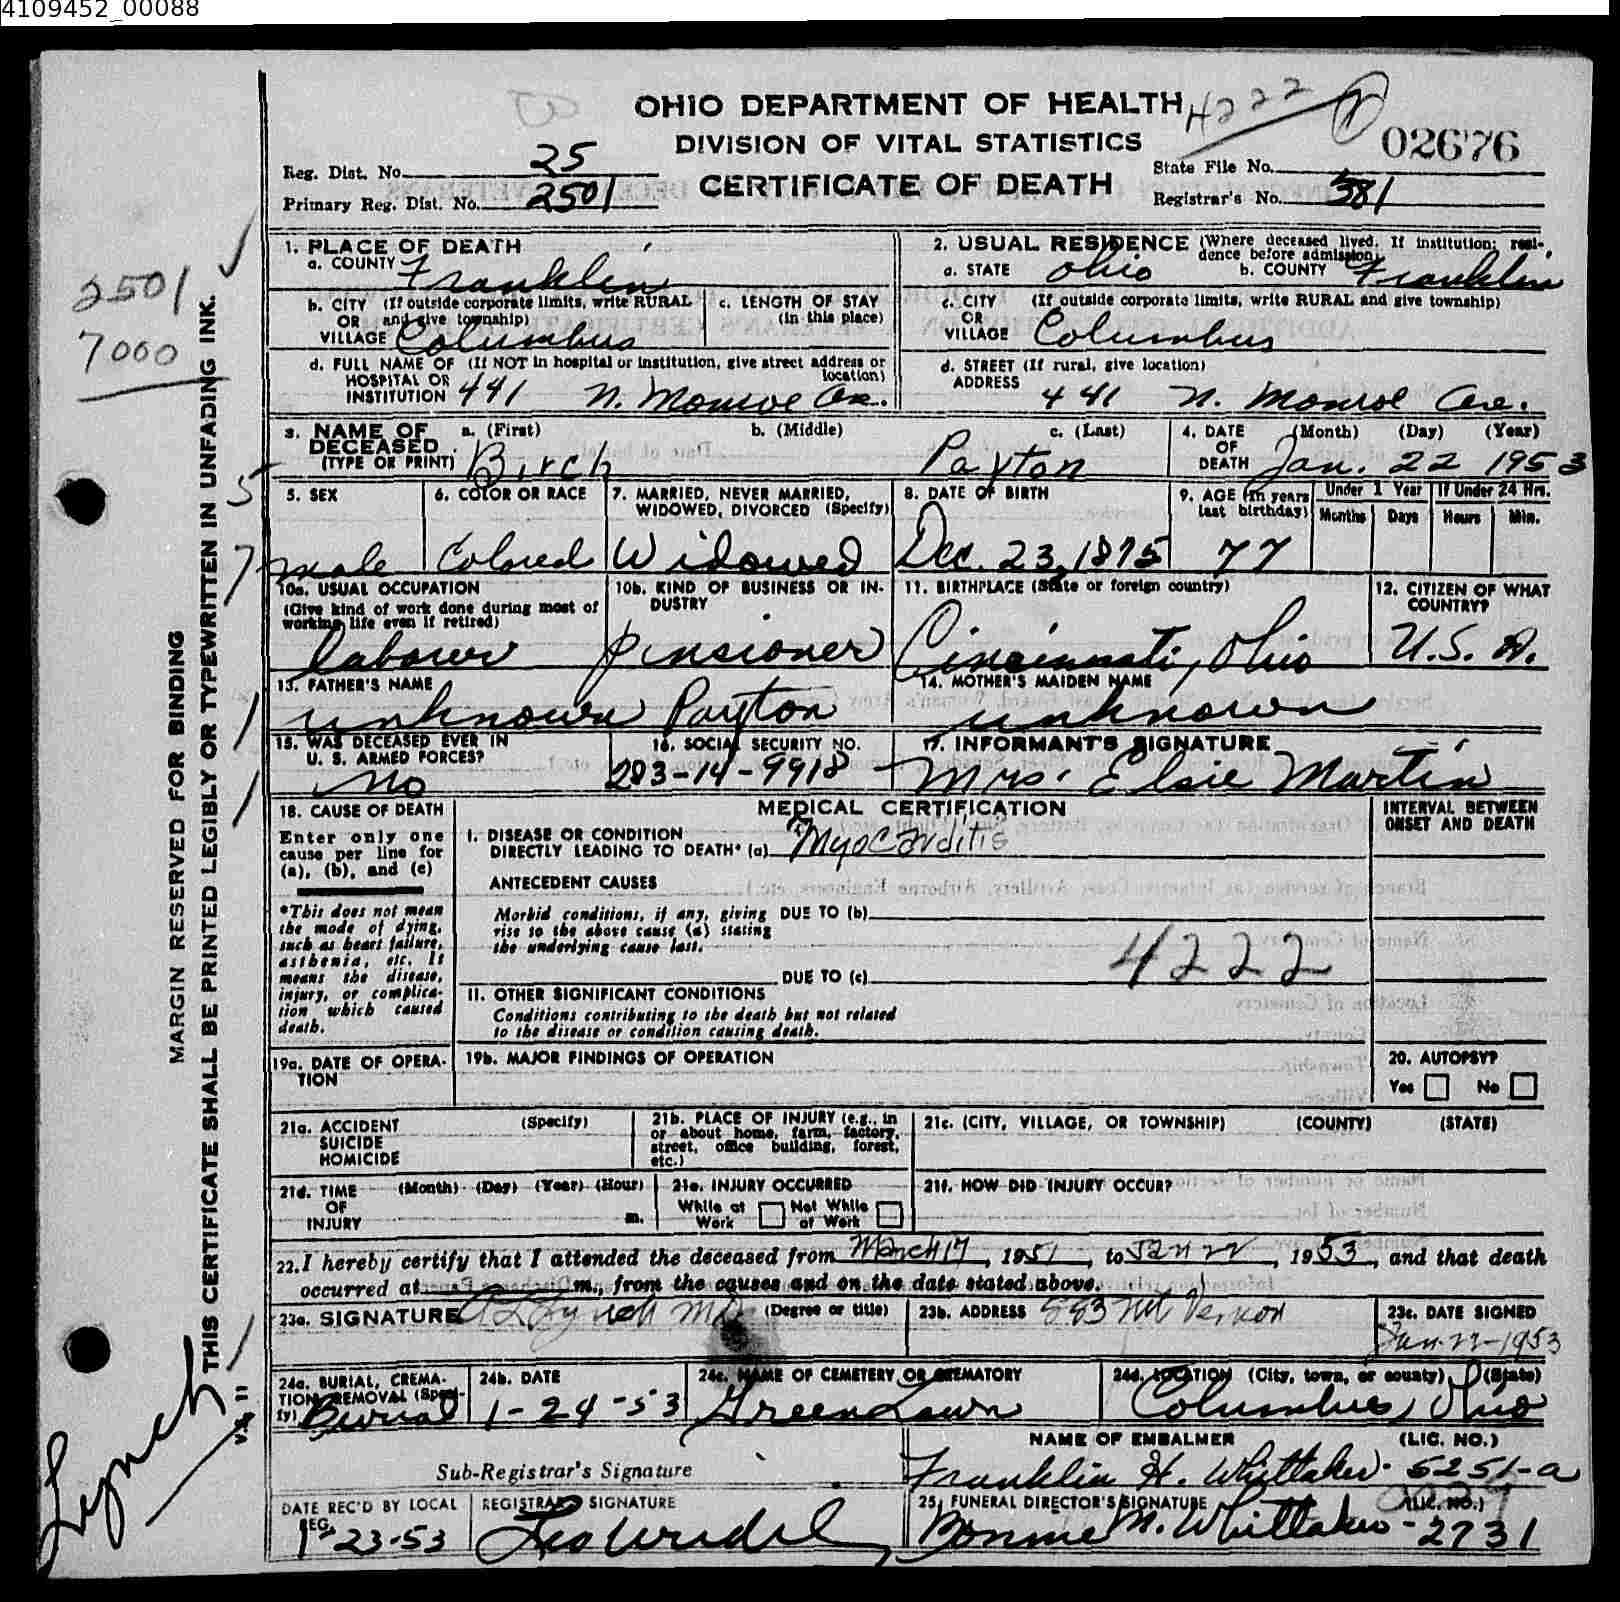 4109452_00088
OHIO DEPARTMENT OF HEALTH
4222
DIVISION OF VITAL STATISTICS
CERTIFICATE OF DEATH
Reg. Dist. No. 25
Primary Reg. Dist. No. 2501
State File No. 02676
Registrar's No. 381
2501
7000
MARGIN RESERVED FOR BINDING
THIS CERTIFICATE SHALL BE PRINTED LEGIBLY OR TYPEWRITTEN IN UNFADING INK.
1. PLACE OF DEATH
a. COUNTY Franklin
b. CITY (If outside corporate limits, write RURAL
OR and give township)
VILLAGE Columbus
c. LENGTH OF STAY
(in this place)
d. FULL NAME OF (If NOT in hospital or institution, give street address or
location)
HOSPITAL OR
INSTITUTION 441 N. Monroe Ave.
2. USUAL RESIDENCE (Where deceased lived. If institution: resi-
dence before admission)
a. STATE Ohio b. COUNTY Franklin
c. CITY (If outside corporate limits, write RURAL and give township)
OR
VILLAGE Columbus
d. STREET (If rural, give location)
ADDRESS 441 N. Monroe Ave.
3. NAME OF a. (First) b. (Middle) c. (Last)
DECEASED
(TYPE OR PRINT) Birch Payton
4. DATE (Month) (Day) (Year)
OF
DEATH Jan. 22 1953
5. SEX
male
6. COLOR OR RACE
Colored
7. MARRIED, NEVER MARRIED,
WIDOWED, DIVORCED (Specify)
Widowed
8. DATE OF BIRTH
Dec. 23, 1875
9. AGE (In years
last birthday)
77
Under 1 Year
Months Days
If Under 24 Hrs.
Hours Min.
10a. USUAL OCCUPATION
(Give kind of work done during most of
working life even if retired)
laborer
10b. KIND OF BUSINESS OR IN-
DUSTRY
pensioner
11. BIRTHPLACE (State or foreign country)
Cincinnati, Ohio
12. CITIZEN OF WHAT
COUNTRY?
U.S.A.
13. FATHER'S NAME
unknown Payton
14. MOTHER'S MAIDEN NAME
unknown
15. WAS DECEASED EVER IN
U. S. ARMED FORCES?
No
16. SOCIAL SECURITY NO.
283-14-9918
17. INFORMANT'S SIGNATURE
Mrs. Elsie Martin
18. CAUSE OF DEATH
Enter only one
cause per line for
(a), (b), and (c)
*This does not mean
the mode of dying,
such as heart failure,
asthenia, etc. It
means the disease,
injury, or complica-
tion which caused
death.
MEDICAL CERTIFICATION
INTERVAL BETWEEN
ONSET AND DEATH
I. DISEASE OR CONDITION
DIRECTLY LEADING TO DEATH* (a) Myocarditis
ANTECEDENT CAUSES
Morbid conditions, if any, giving DUE TO (b)
rise to the above cause (a) stating
the underlying cause last.
4222
DUE TO (c)
II. OTHER SIGNIFICANT CONDITIONS
Conditions contributing to the death but not related
to the disease or condition causing death.
19a. DATE OF OPERA-
TION
19b. MAJOR FINDINGS OF OPERATION
20. AUTOPSY?
Yes No
21a. ACCIDENT (Specify)
SUICIDE
HOMICIDE
21b. PLACE OF INJURY (e.g., in
or about home, farm, factory,
street, office building, forest,
etc.)
21c. (CITY, VILLAGE, OR TOWNSHIP) (COUNTY) (STATE)
21d. TIME (Month) (Day) (Year) (Hour)
OF
INJURY m.
21e. INJURY OCCURRED
While at Not While
Work at Work
21f. HOW DID INJURY OCCUR?
22. I hereby certify that I attended the deceased from March 17, 1951, to Jan 22, 1953, and that death
occurred at m., from the causes and on the date stated above.
23a. SIGNATURE Lynch MD (Degree or title)
23b. ADDRESS 583 Mt Vernon
23c. DATE SIGNED
Jan-22-1953
24a. BURIAL, CREMA-
TION, REMOVAL (Speci-
fy) Burial
24b. DATE
1-24-53
24c. NAME OF CEMETERY OR CREMATORY
Green Lawn
24d. LOCATION (City, town, or county) (State)
Columbus, Ohio
Sub-Registrar's Signature
NAME OF EMBALMER (LIC. NO.)
Franklin H. Whittaker - 5251-a
DATE REC'D BY LOCAL
REG.
1-23-53
REGISTRAR'S SIGNATURE
25. FUNERAL DIRECTOR'S SIGNATURE (LIC. NO.)
Bonnie M. Whittaker - 2731
Lynch